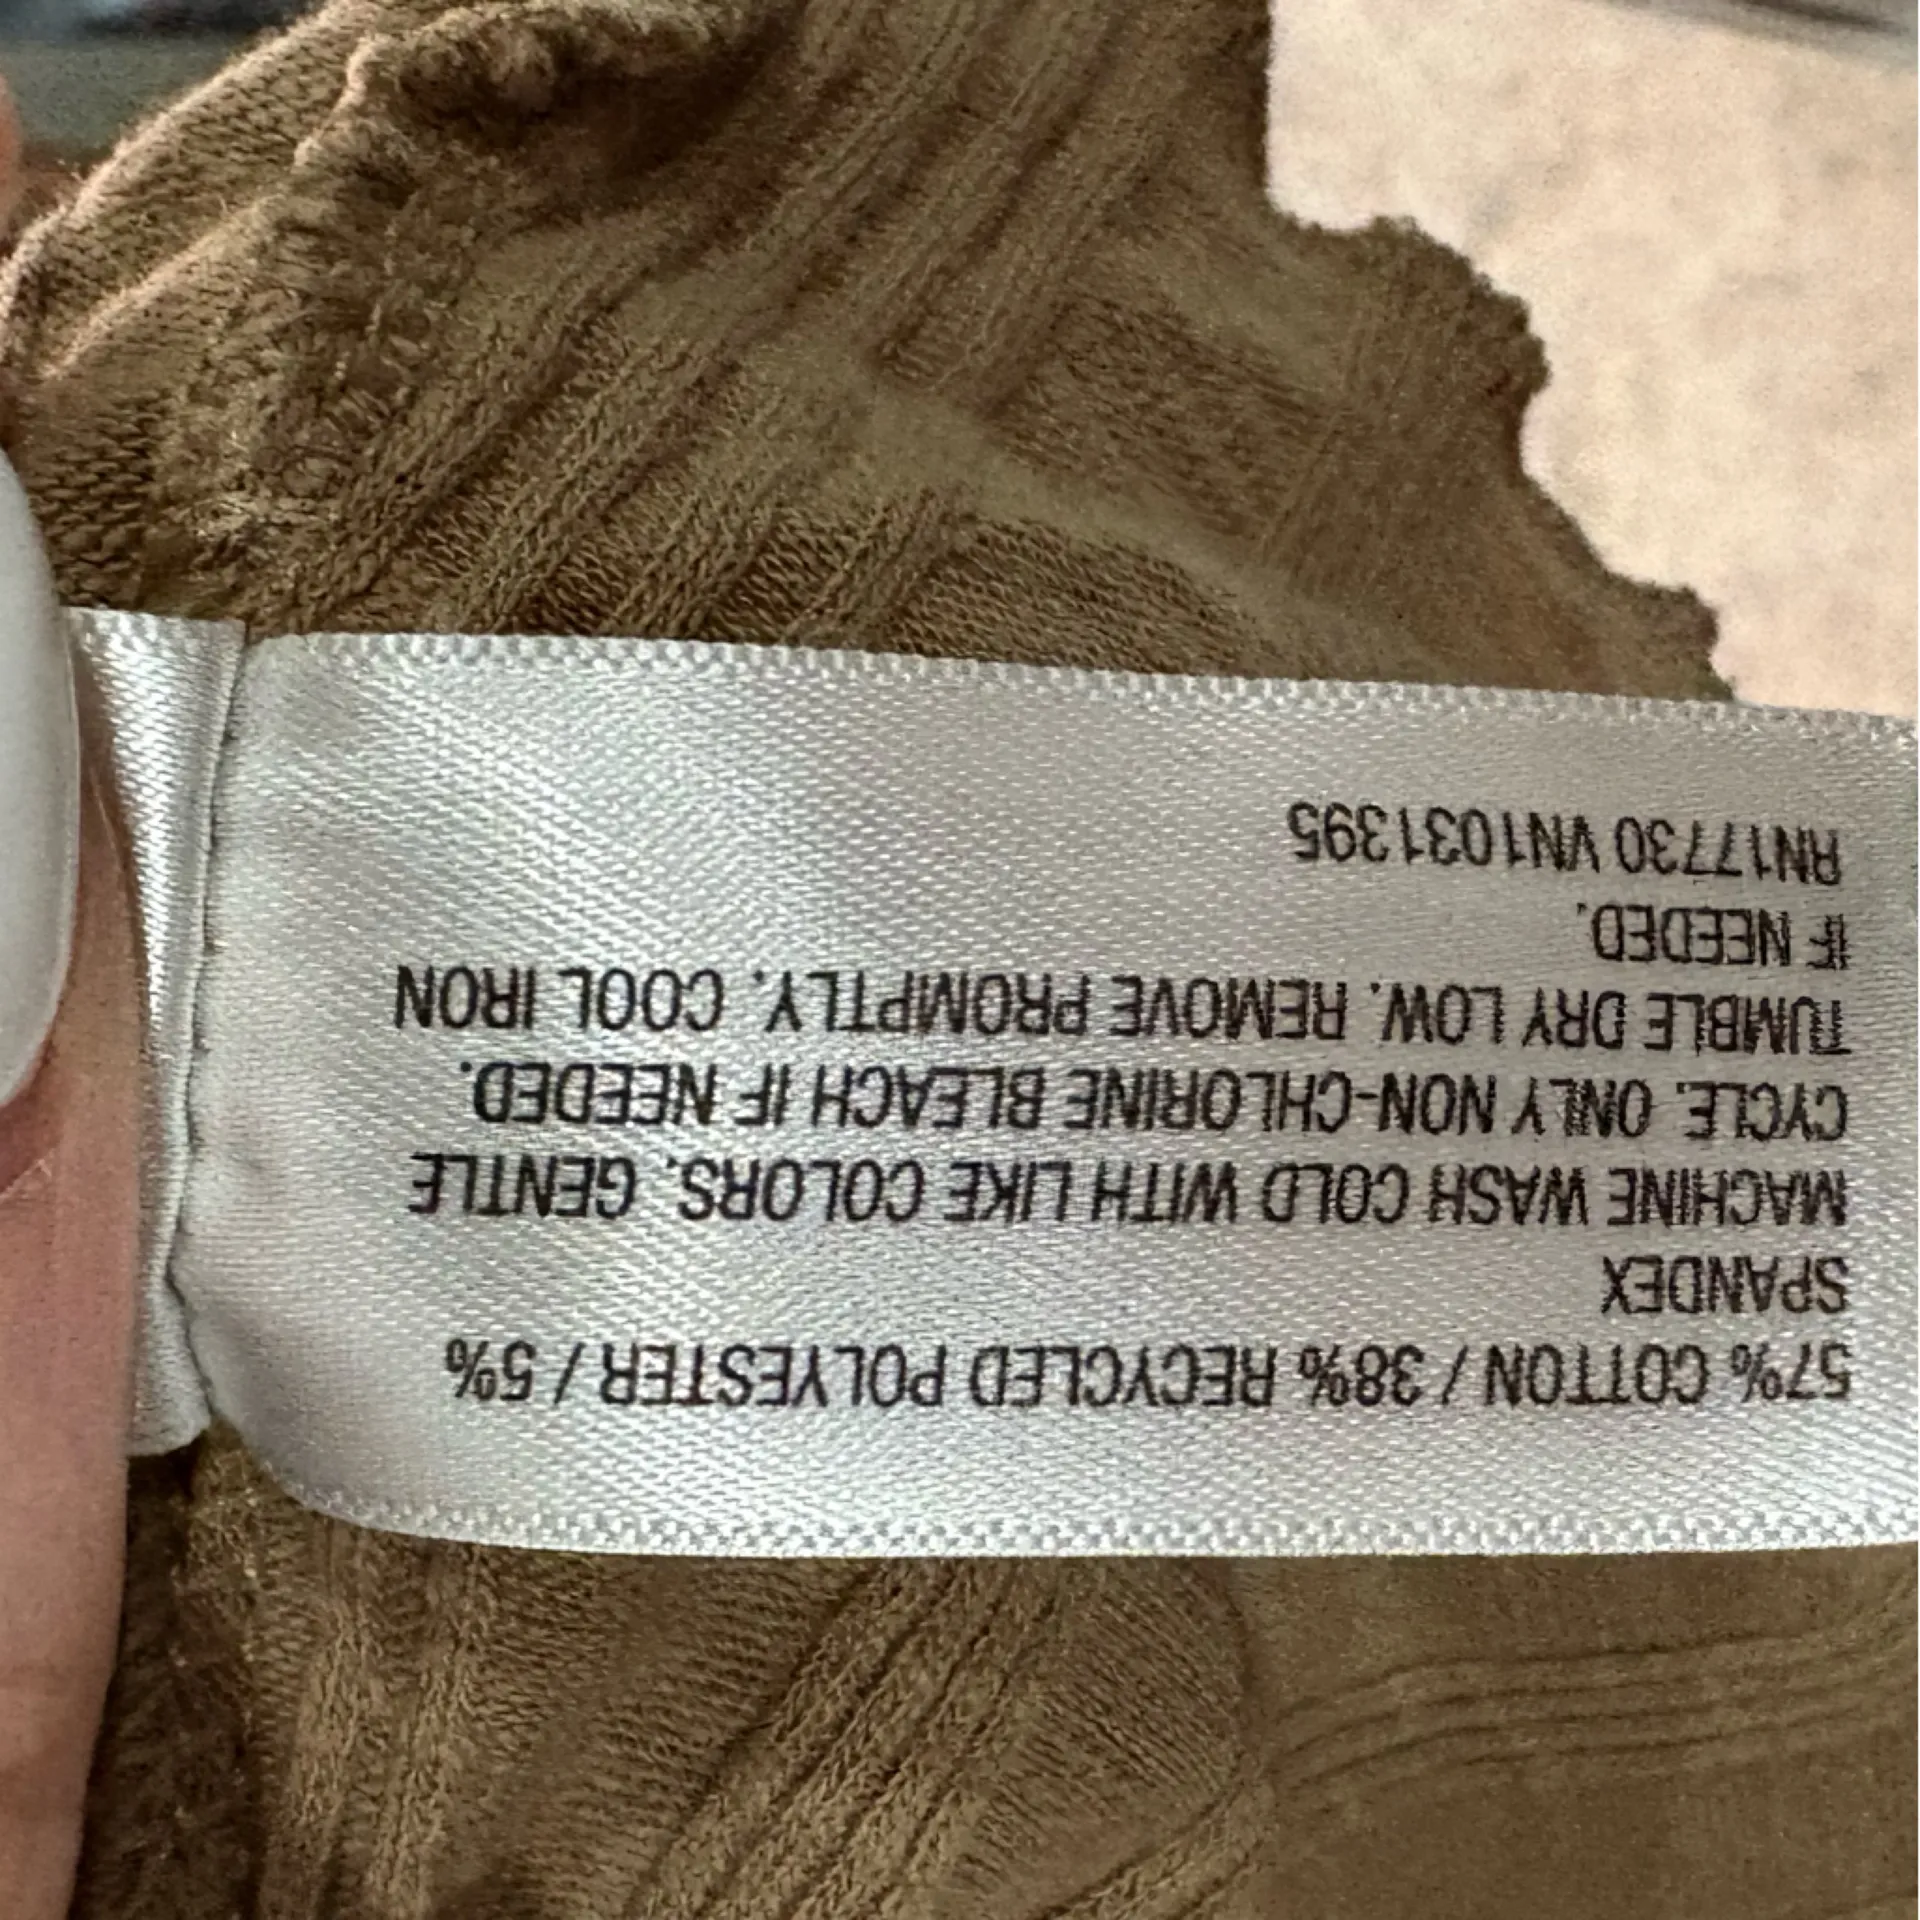 57% COTTON / 38% RECYCLED POLYESTER / 5%
SPANDEX
MACHINE WASH COLD WITH LIKE COLORS. GENTLE
CYCLE. ONLY NON-CHLORINE BLEACH IF NEEDED.
TUMBLE DRY LOW. REMOVE PROMPTLY. COOL IRON
IF NEEDED.
RN17730 VN1031395